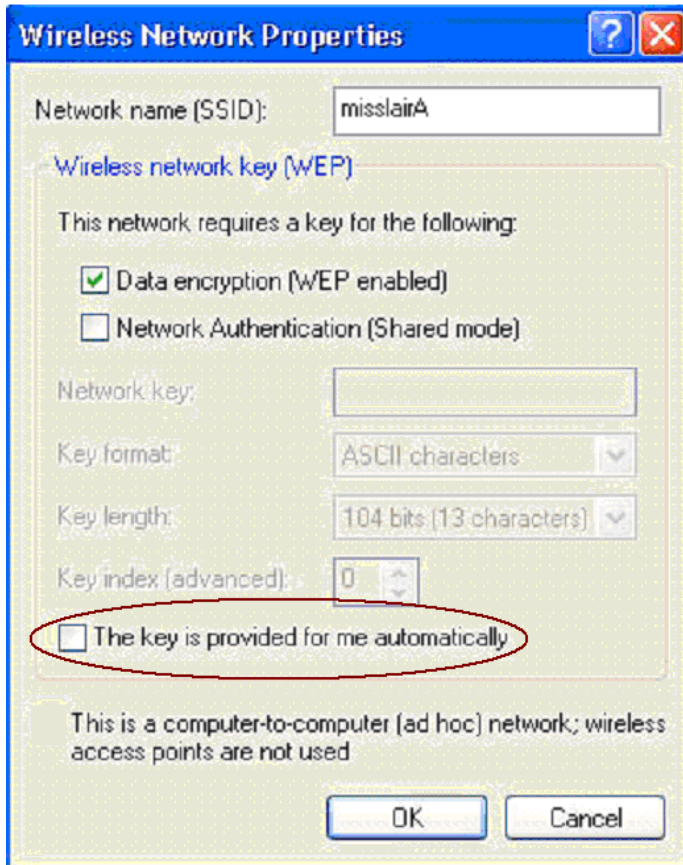 Wireless Network Properties
Network name (SSID):
misslairA
Wireless network key (WEP)
This network requires a key for the following:
Data encryption (WEP enabled)
Network Authentication (Shared mode)
Network key:
Key format:
ASCII characters
Key length:
104 bits (13 characters)
Key index (advanced):
0
The key is provided for me automatically
This is a computer-to-computer (ad hoc) network; wireless
access points are not used
OK
Cancel